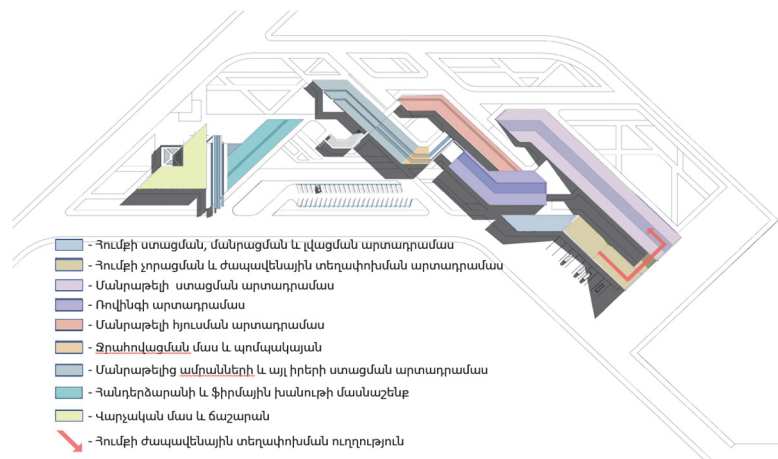 - Հումքի ստացման, մանրացման և լվացման արտադրամաս
- Հումքի չորացման և ժապավենային տեղափոխման արտադրամաս
- Մանրաթելի ստացման արտադրամաս
- Ռովինգի արտադրամաս
- Մանրաթելի հյուսման արտադրամաս
- Ջրահովացման մաս և պոմպակայան
- Մանրաթելից ամրանների և այլ իրերի ստացման արտադրամաս
- Հանդերձարանի և ֆիրմային խանութի մասնաշենք
- Վարչական մաս և ճաշարան
- Հումքի ժապավենային տեղափոխման ուղղություն